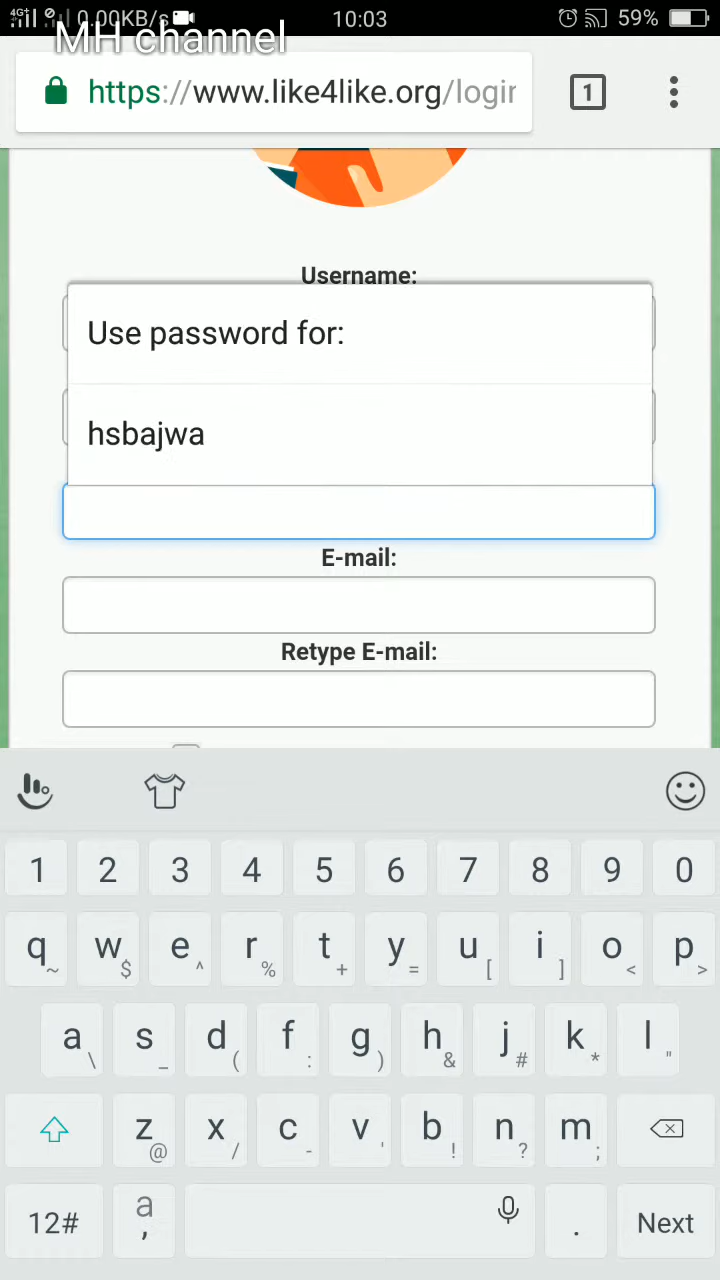 4G+ 0.00KB/s 10:03 59%
MH channel
https://www.like4like.org/login
1
Username:
Use password for:
hsbajwa
E-mail:
Retype E-mail:
1 2 3 4 5 6 7 8 9 0
q ~ w $ e ^ r % t + y = u [ i ] o < p >
a \ s _ d ( f : g ) h & j # k * l "
z @ x / c - v ' b ! n ? m ;
12# a , . Next